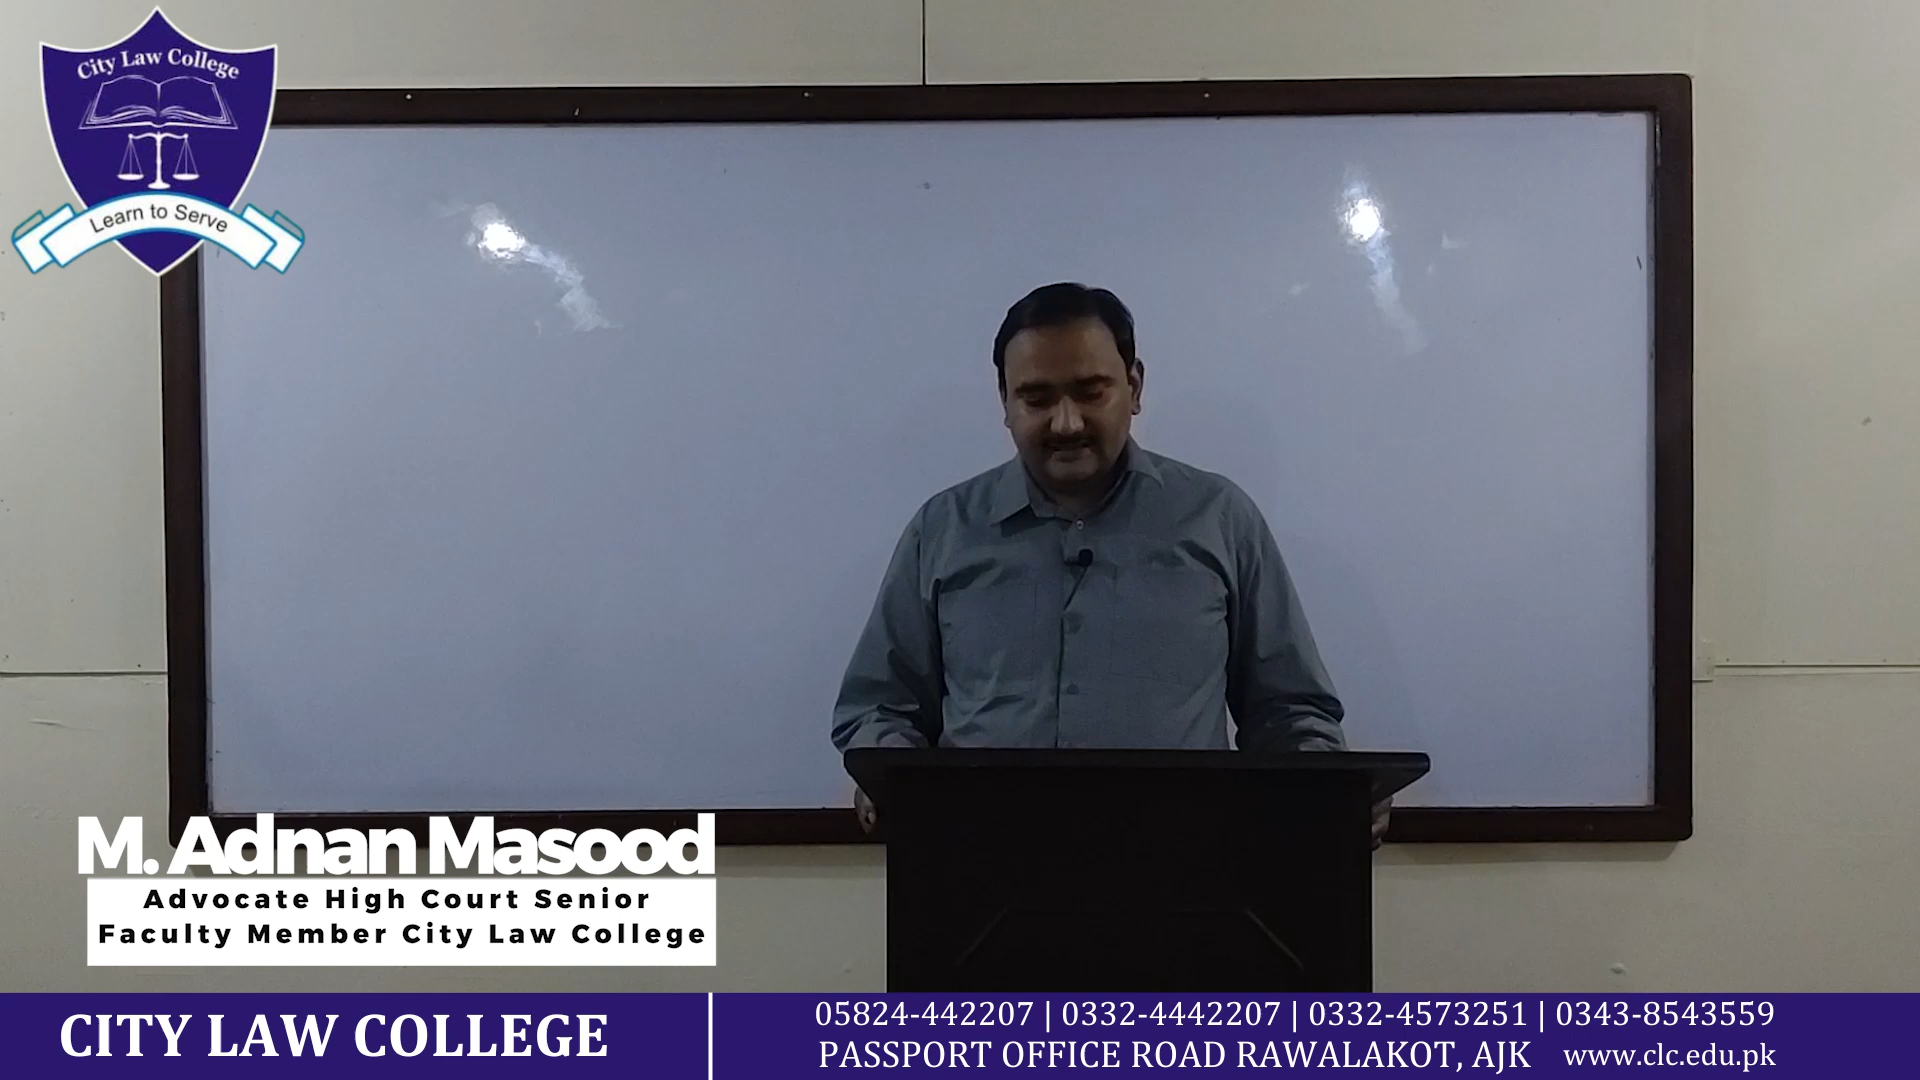 City Law College
Learn to Serve
M. Adnan Masood
Advocate High Court Senior
Faculty Member City Law College
CITY LAW COLLEGE
05824-442207 | 0332-4442207 | 0332-4573251 | 0343-8543559
PASSPORT OFFICE ROAD RAWALAKOT, AJK www.clc.edu.pk